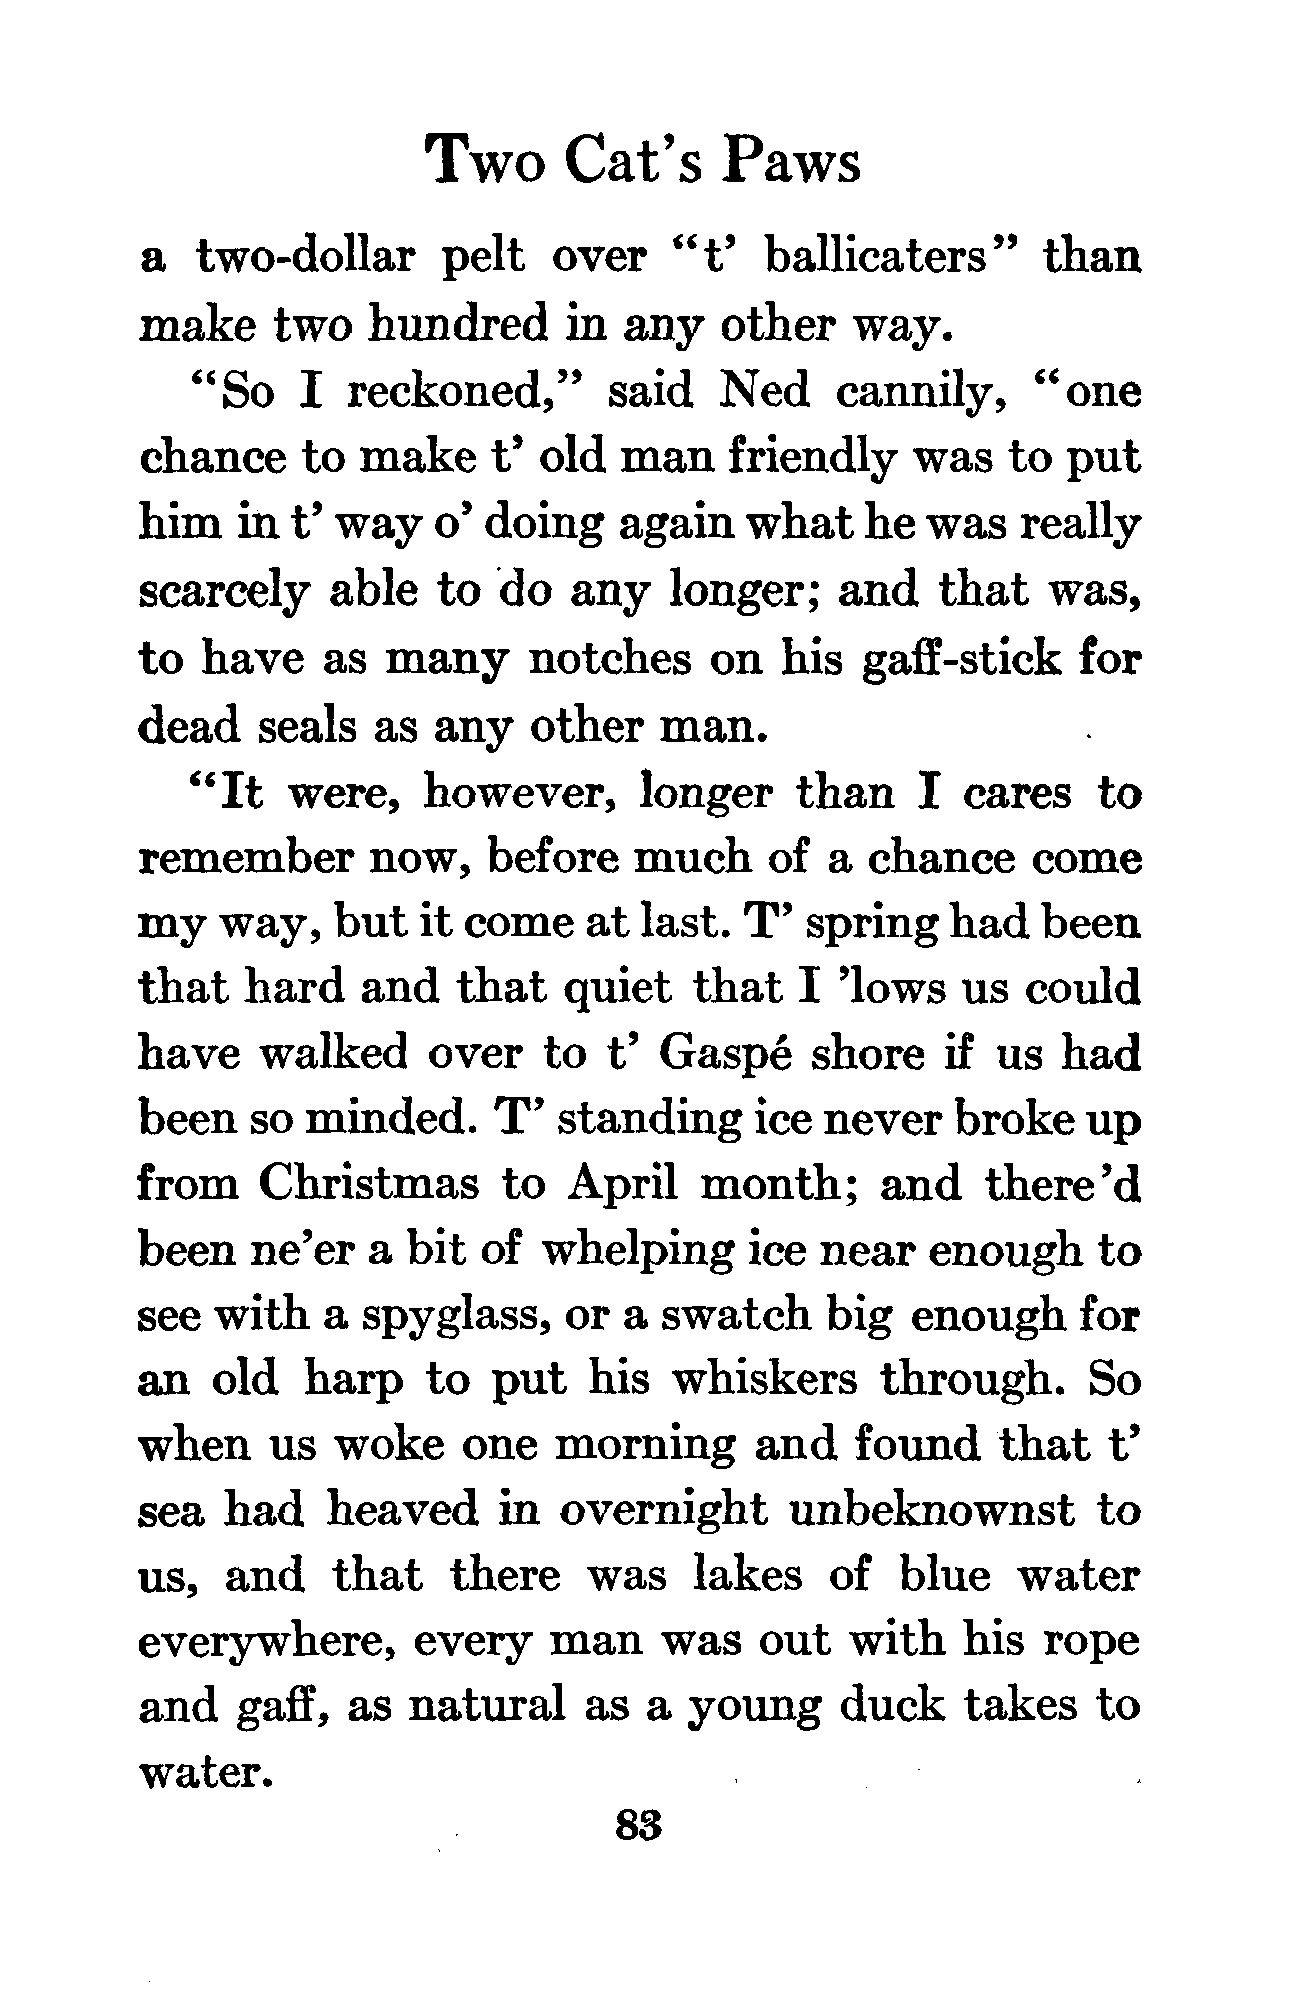 Two Cat's Paws
a two-dollar pelt over “t’ ballicaters” than
make two hundred in any other way.
“So I reckoned,” said Ned cannily, “one
chance to make t’ old man friendly was to put
him in t’ way o’ doing again what he was really
scarcely able to do any longer; and that was,
to have as many notches on his gaff-stick for
dead seals as any other man.
“It were, however, longer than I cares to
remember now, before much of a chance come
my way, but it come at last. T’ spring had been
that hard and that quiet that I ’lows us could
have walked over to t’ Gaspé shore if us had
been so minded. T’ standing ice never broke up
from Christmas to April month; and there’d
been ne’er a bit of whelping ice near enough to
see with a spyglass, or a swatch big enough for
an old harp to put his whiskers through. So
when us woke one morning and found that t’
sea had heaved in overnight unbeknownst to
us, and that there was lakes of blue water
everywhere, every man was out with his rope
and gaff, as natural as a young duck takes to
water.
83